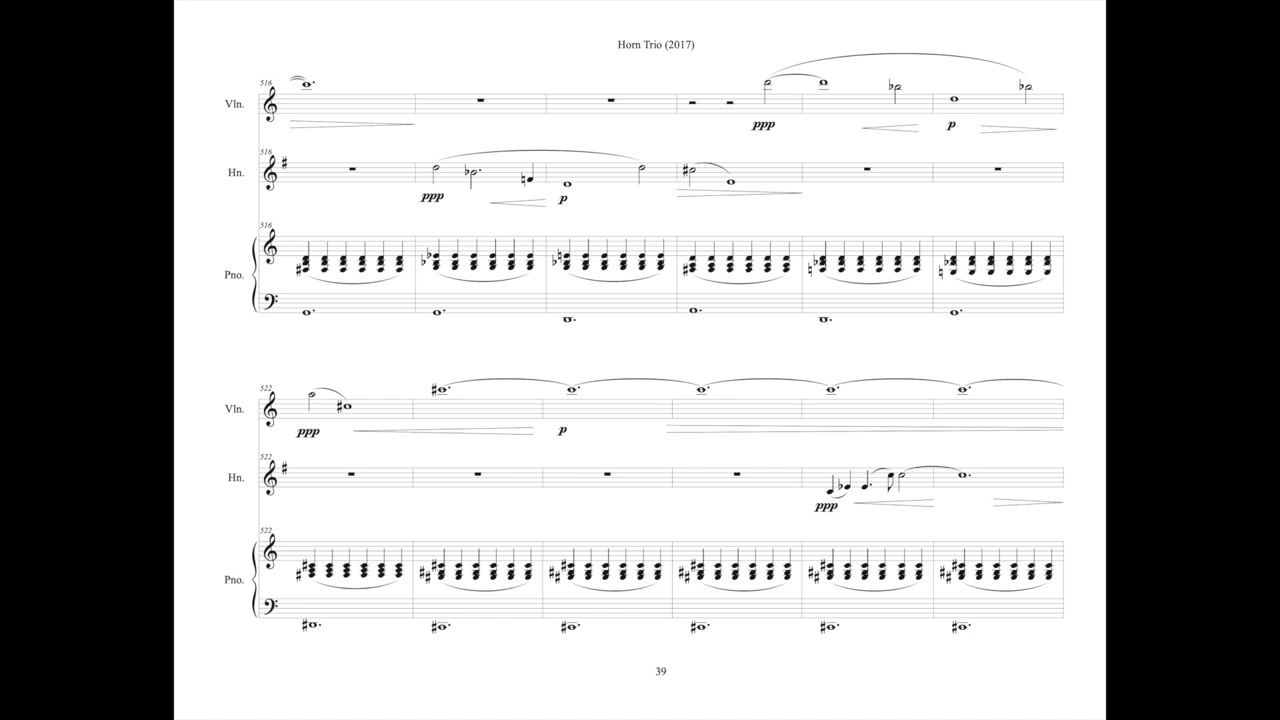 Horn Trio (2017)
516
Vln.
ppp
p
516
Hn.
ppp
p
516
Pno.
522
Vln.
ppp
p
522
Hn.
ppp
522
Pno.
39